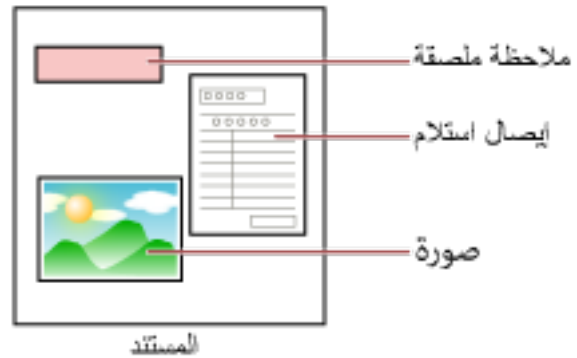 ملاحظة ملصقة
إيصال استلام
صورة
المستند